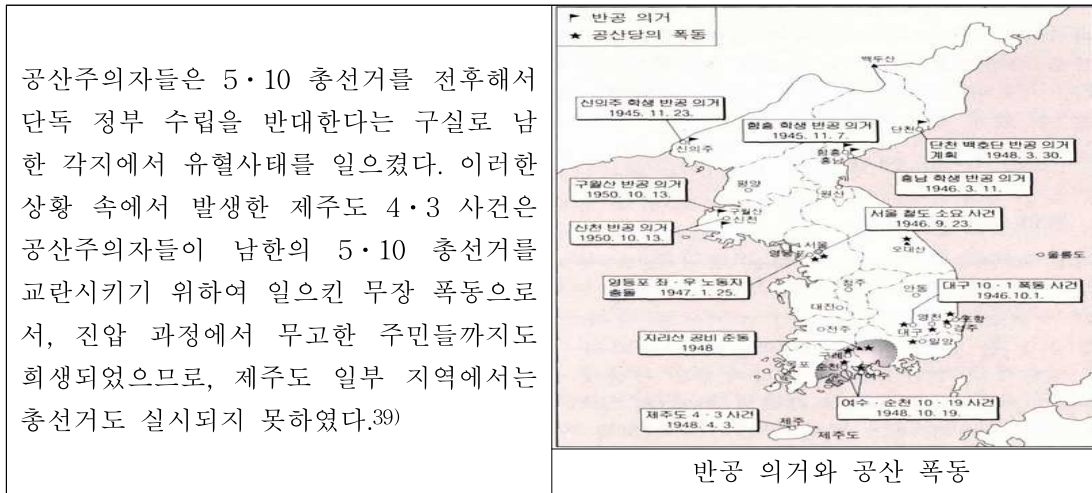 공산주의자들은 5·10 총선거를 전후해서
단독 정부 수립을 반대한다는 구실로 남
한 각지에서 유혈사태를 일으켰다. 이러한
상황 속에서 발생한 제주도 4·3 사건은
공산주의자들이 남한의 5·10 총선거를
교란시키기 위하여 일으킨 무장 폭동으로
서, 진압 과정에서 무고한 주민들까지도
희생되었으므로, 제주도 일부 지역에서는
총선거도 실시되지 못하였다.39)
반공 의거
공산당의 폭동
백두산
신의주 학생 반공 의거
1945. 11. 23.
함흥 학생 반공 의거
1945. 11. 7.
단천
신의주
함흥
흥남
단천 백호단 반공 의거
계획 1948. 3. 30.
흥남 학생 반공 의거
1946. 3. 11.
구월산 반공 의거
1950. 10. 13.
평양
원산
구월산
신천
신천 반공 의거
1950. 10. 13.
서울 철도 소요 사건
1946. 9. 23.
서울
영등포
오대산
울릉도
영등포 좌·우 노동자
충돌 1947. 1. 25.
청주
안동
대구 10·1 폭동 사건
1946.10.1.
대전
영천
포항
대구
경주
전주
밀양
지리산 공비 준동
1948
구례
목포
순천
여수
여수·순천 10·19 사건
1948. 10. 19.
제주도 4·3 사건
1948. 4. 3.
제주
제주도
반공 의거와 공산 폭동